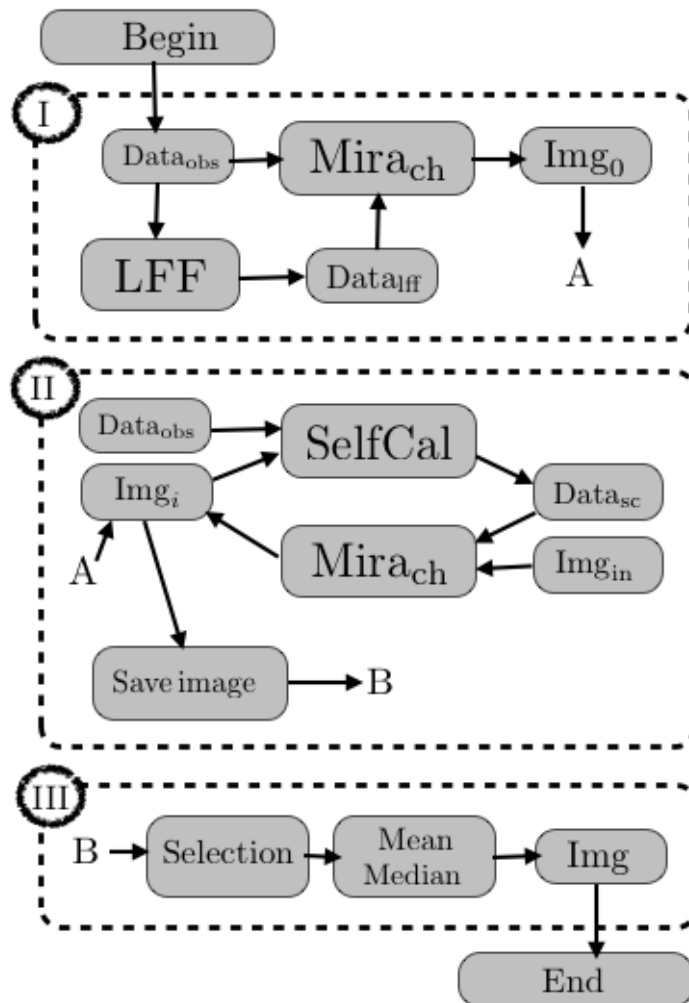 Begin
I
Data_obs
Mira_ch
Img_0
LFF
Data_lff
A
II
Data_obs
SelfCal
Img_i
Data_sc
A
Mira_ch
Img_in
Save image
B
III
B
Selection
Mean
Median
Img
End